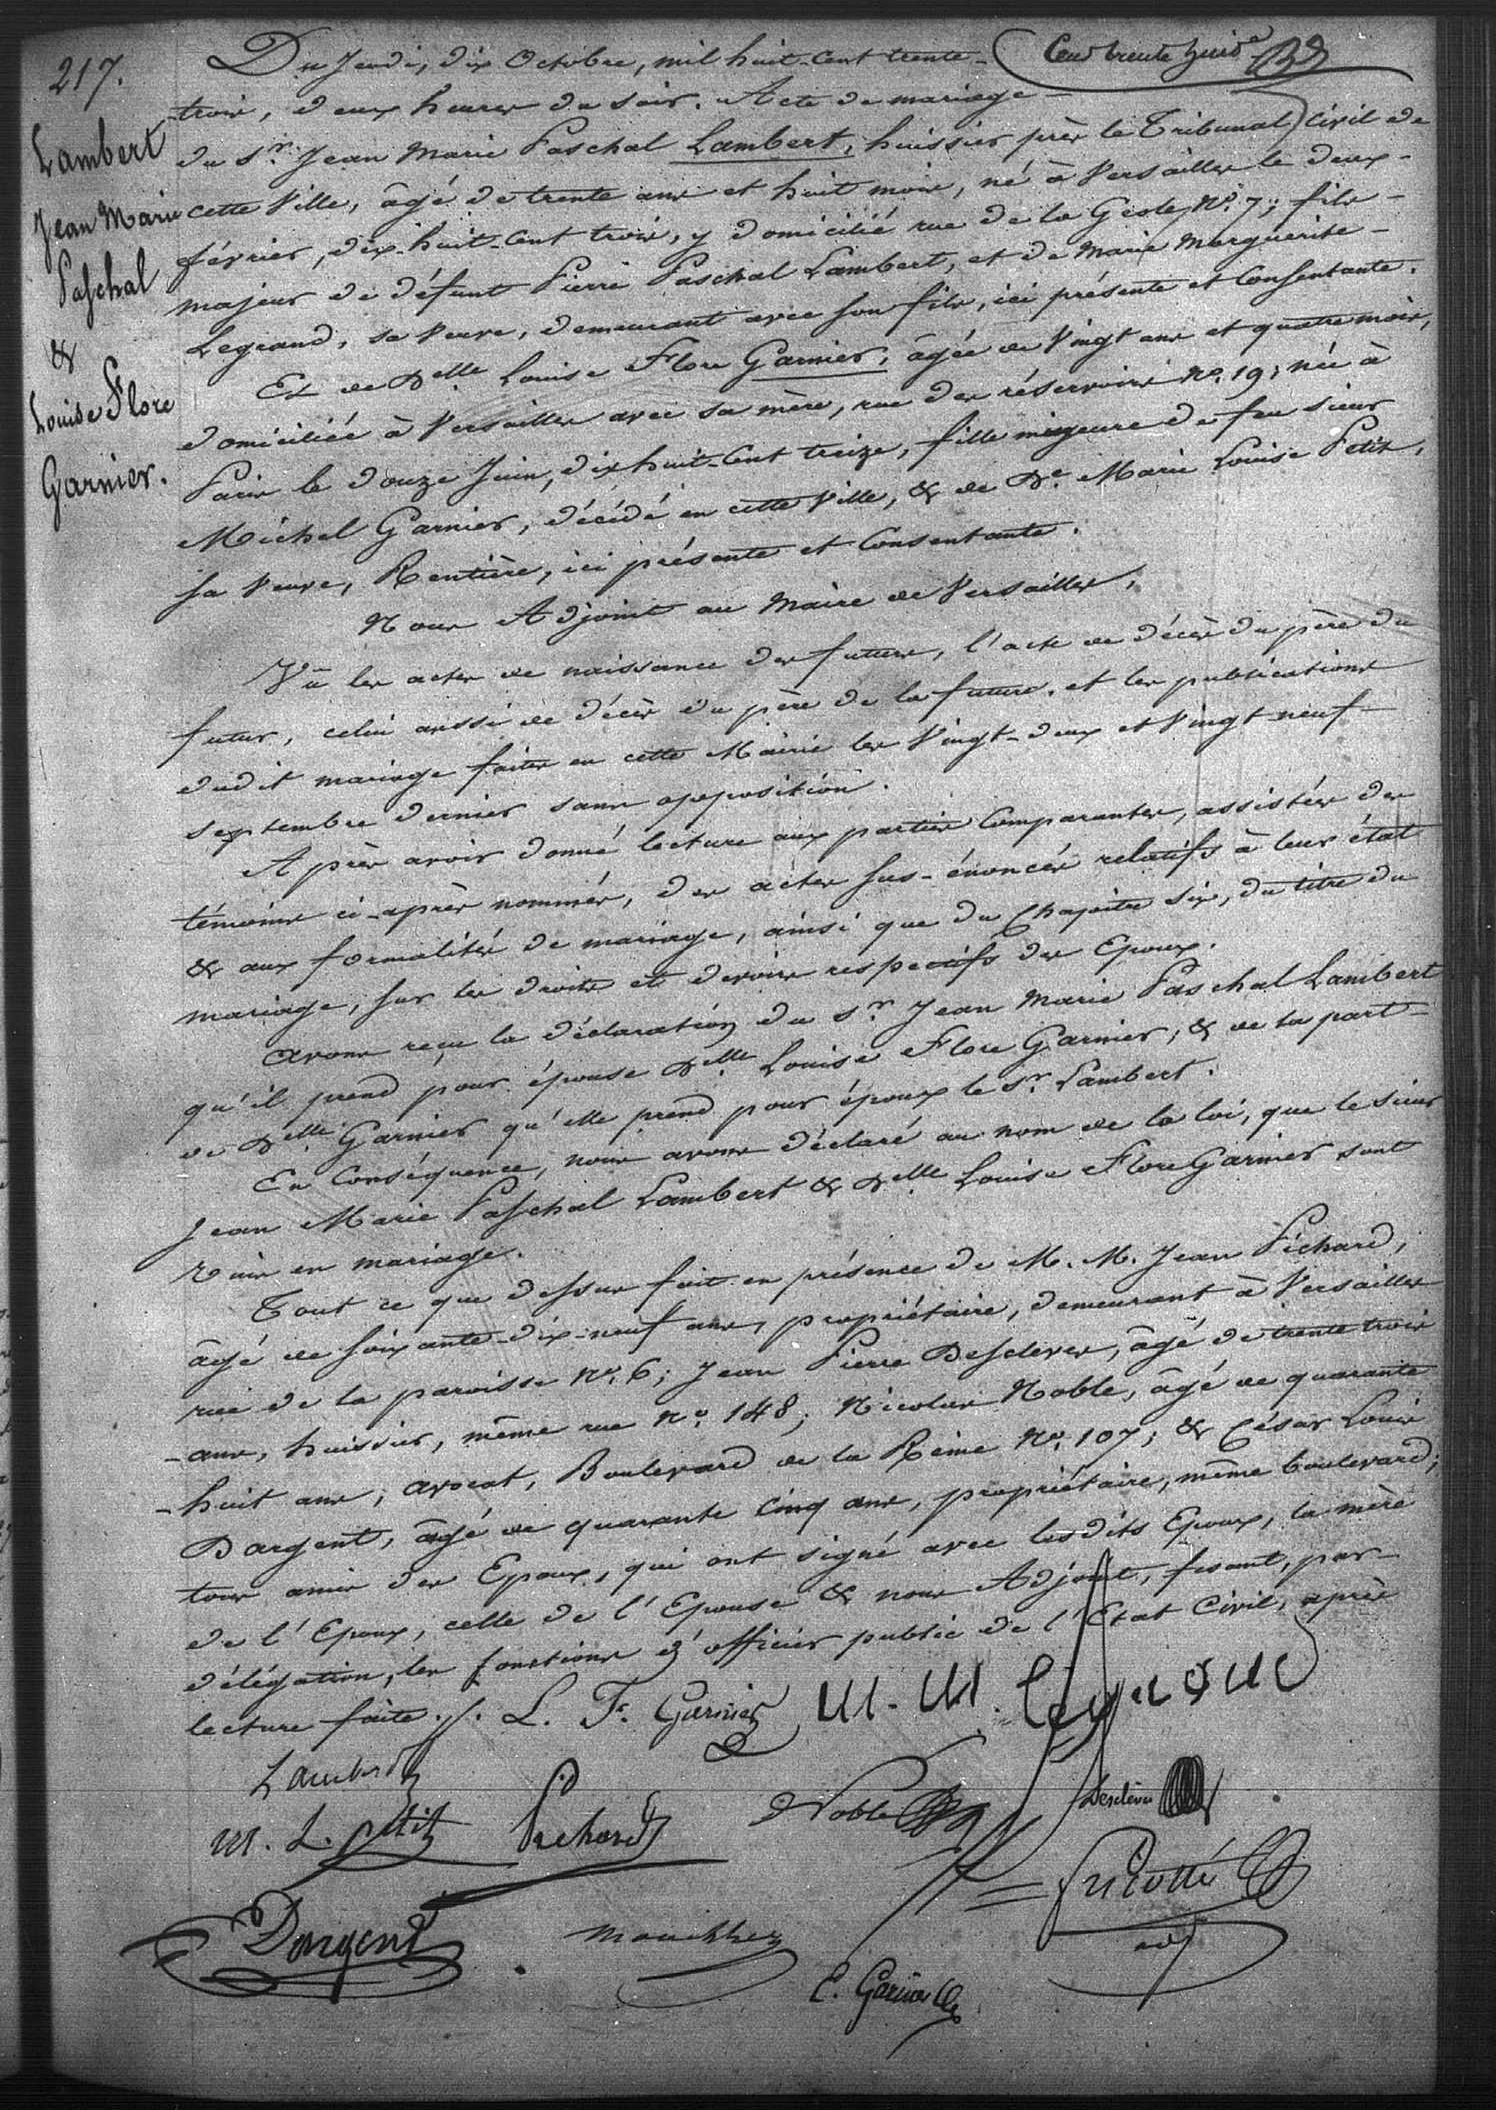 217.
Lambert
Jean Marie
Paschal
&
Louise Flore
Garnier.
Cent trente huit
Du Jeudi, dix Octobre, mil huit-Cent trente-
-trois, deux heures du soir. Acte de mariage-
du Sr. Jean Marie Paschal Lambert, huissier près le Tribunal Civil de
cette Ville, âgé de trente ans et huit mois, né à Versailles le deux-
février, dix-huit-Cent trois, y domicilié rue de la Geole No. 7; fils-
majeur de défunt Pierre Paschal Lambert, et de Marie Marguerite-
Legrand, sa Veuve, demeurant avec son fils, ici présente et Consentante.
Et de Delle Louise Flore Garnier, âgée de Vingt ans et quatre mois,
domiciliée à Versailles avec sa mère, rue des réservoirs No. 19; née à
Paris le douze Juin, dix huit-Cent treize, fille mineure de feu sieur
Michel Garnier, décédé en cette Ville, & de De. Marie Louise Petit,
sa Veuve, Rentière, ici présente et Consentante.
Nous Adjoint au Maire de Versailles,
Vû les actes de naissance des futurs, l'acte de décès du père du
futur, celui aussi de décès du père de la future, et les publications
dudit mariage faites en cette Mairie les Vingt-deux et Vingt neuf-
septembre dernier sans opposition.
Après avoir donné lecture aux parties Comparantes, assistées des
témoins ci-après nommés, des actes sus-énoncés relatifs à leur état
& aux formalités de mariage, ainsi que du Chapitre six, du titre du
mariage, sur les droits et devoirs respectifs des Epoux.
Avons reçu la déclaration du Sr. Jean Marie Paschal Lambert
qu'il prend pour épouse Delle Louise Flore Garnier; & de la part-
de Delle Garnier qu'elle prend pour époux le Sr. Lambert.
En Conséquence, nous avons déclaré au nom de la loi, que le Sieur
Jean Marie Paschal Lambert & Delle Louise Flore Garnier sont
Unis en mariage.
Tout ce que dessus fait en présence de M. M. Jean Pichard,
âgé de soixante-dix-neuf ans, propriétaire, demeurant à Versailles
rue de la paroisse No. 6; Jean Pierre Desclèves, âgé de trente trois
-ans, huissier, même rue No. 148; Nicolas Noble, âgé de quarante
-huit ans, avocat, Boulevard de la Reine No. 107; & César Louis
Dargent, âgé de quarante cinq ans, propriétaire, même boulevard;
tous amis des Epoux, qui ont signé avec lesdits Epoux, la mère
de l'Epoux, celle de l'Epouse & nous Adjoint, fesant, par-
délégation, les fonctions d'officier public de l'Etat Civil, après
lecture faite. L. F. Garnier M. M. Legrand
Lambert
M. L. petit Pichard Noble Desclèves
Dargent
E. Garnier
adj